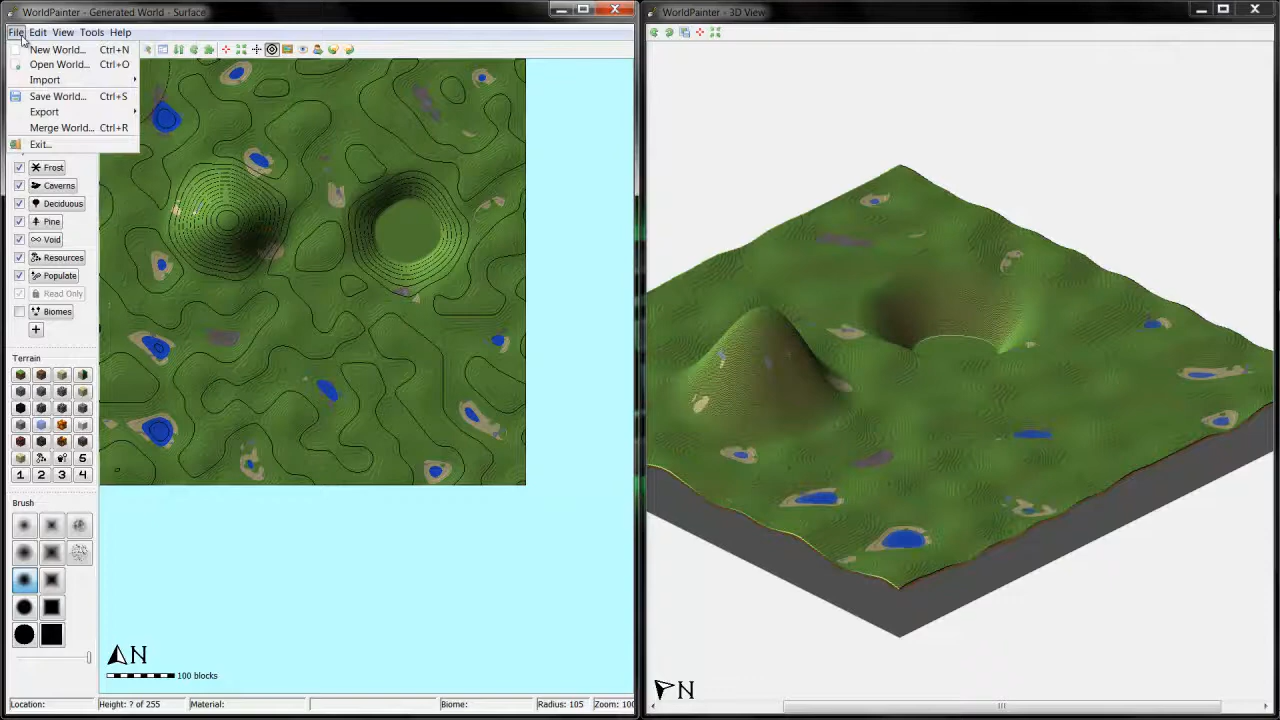 WorldPainter - Generated World - Surface
File Edit View Tools Help
New World... Ctrl+N
Open World... Ctrl+O
Import
Save World... Ctrl+S
Export
Merge World... Ctrl+R
Exit...
Frost
Caverns
Deciduous
Pine
Void
Resources
Populate
Read Only
Biomes
Terrain
5
1 2 3 4
Brush
N
100 blocks
Location: Height: ? of 255 Material: Biome: Radius: 105 Zoom: 100
WorldPainter - 3D View
N